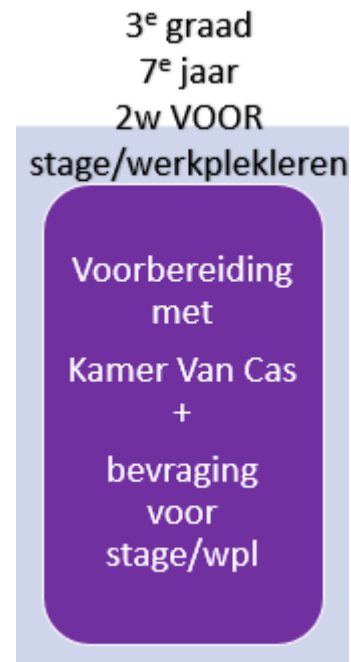 3e graad
7e jaar
2w VOOR
stage/werkplekleren
Voorbereiding
met
Kamer Van Cas
+
bevraging
voor
stage/wpl